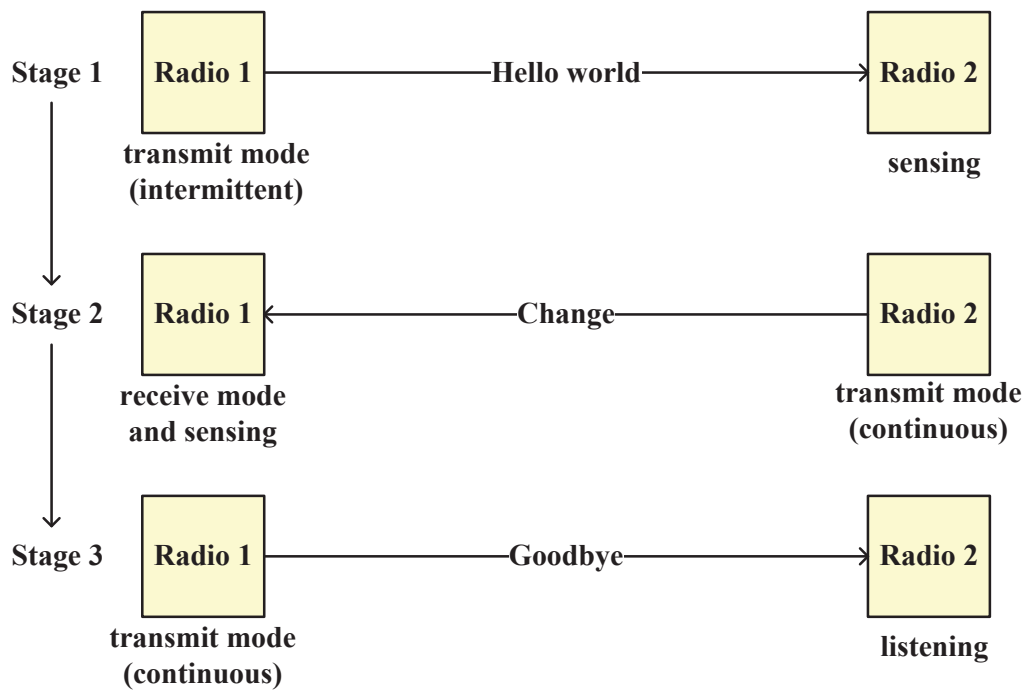 Stage 1
Radio 1
Hello world
Radio 2
transmit mode
(intermittent)
sensing
Stage 2
Radio 1
Change
Radio 2
receive mode
and sensing
transmit mode
(continuous)
Stage 3
Radio 1
Goodbye
Radio 2
transmit mode
(continuous)
listening